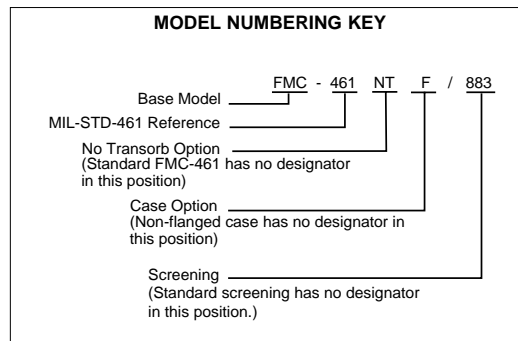 MODEL NUMBERING KEY
FMC - 461 NT F / 883
Base Model
MIL-STD-461 Reference
No Transorb Option
(Standard FMC-461 has no designator
in this position)
Case Option
(Non-flanged case has no designator in
this position)
Screening
(Standard screening has no designator
in this position.)